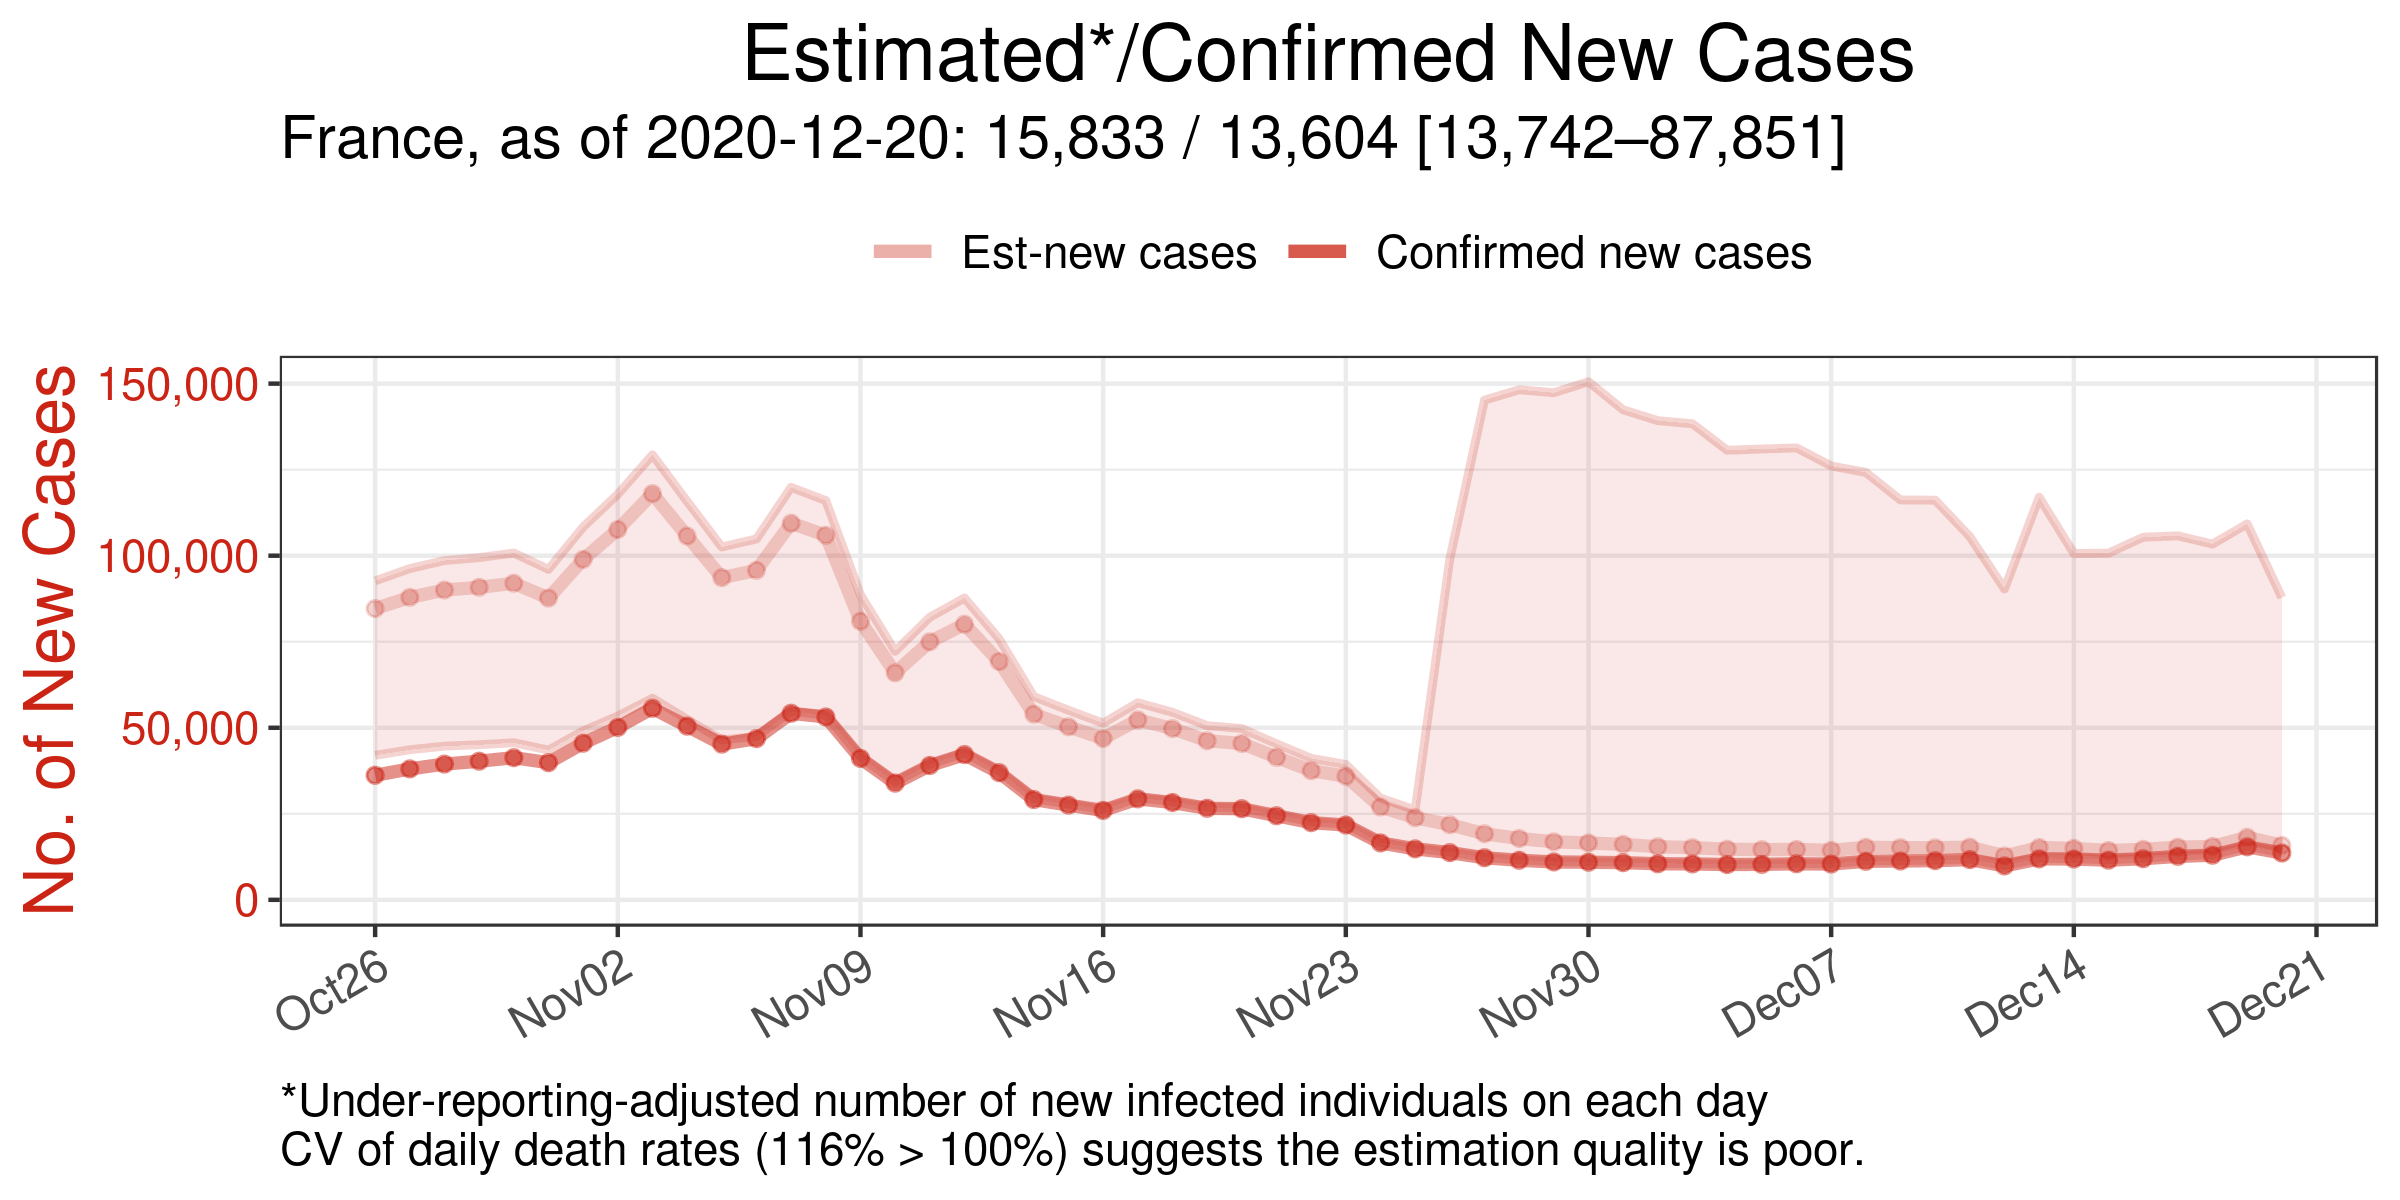 Estimated*/Confirmed New Cases
France, as of 2020-12-20: 15,833 / 13,604 [13,742–87,851]
Est-new cases Confirmed new cases
No. of New Cases
150,000
100,000
50,000
0
Oct26 Nov02 Nov09 Nov16 Nov23 Nov30 Dec07 Dec14 Dec21
*Under-reporting-adjusted number of new infected individuals on each day
CV of daily death rates (116% > 100%) suggests the estimation quality is poor.